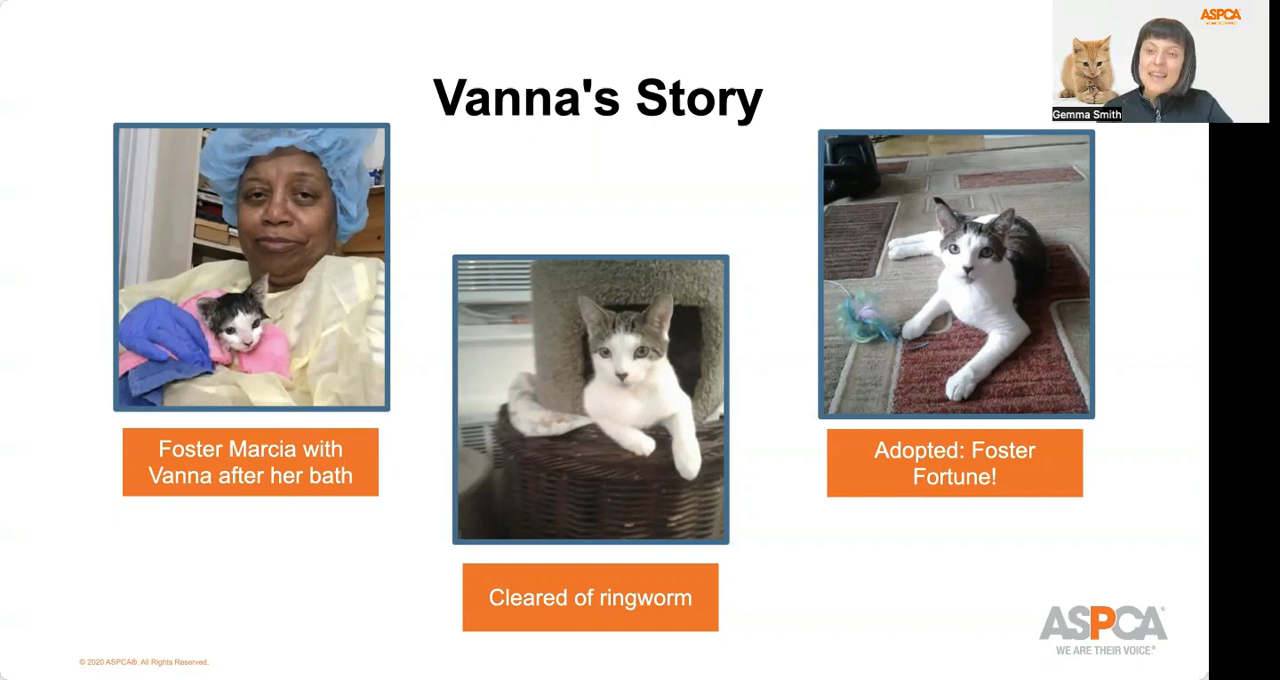 Vanna's Story
ASPCA
Gemma Smith
Foster Marcia with
Vanna after her bath
Cleared of ringworm
Adopted: Foster
Fortune!
ASPCA®
WE ARE THEIR VOICE.®
© 2020 ASPCA®. All Rights Reserved.